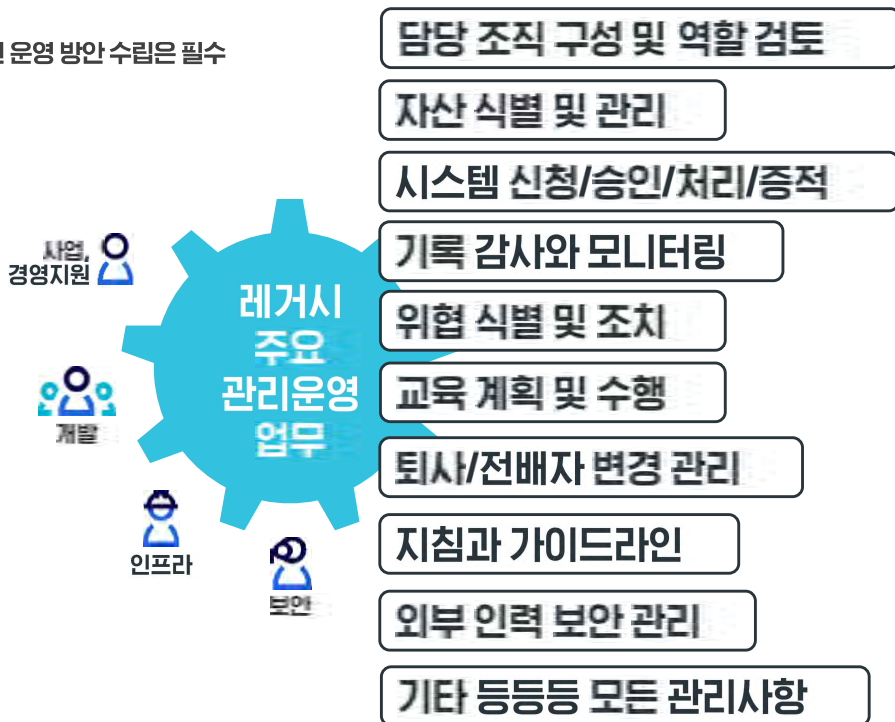 운영 방안 수립은 필수
담당 조직 구성 및 역할 검토
자산 식별 및 관리
시스템 신청/승인/처리/증적
기록 감사와 모니터링
위협 식별 및 조치
교육 계획 및 수행
퇴사/전배자 변경 관리
지침과 가이드라인
외부 인력 보안 관리
기타 등등등 모든 관리사항
레거시
주요
관리운영
업무
사업,
경영지원
개발
인프라
보안